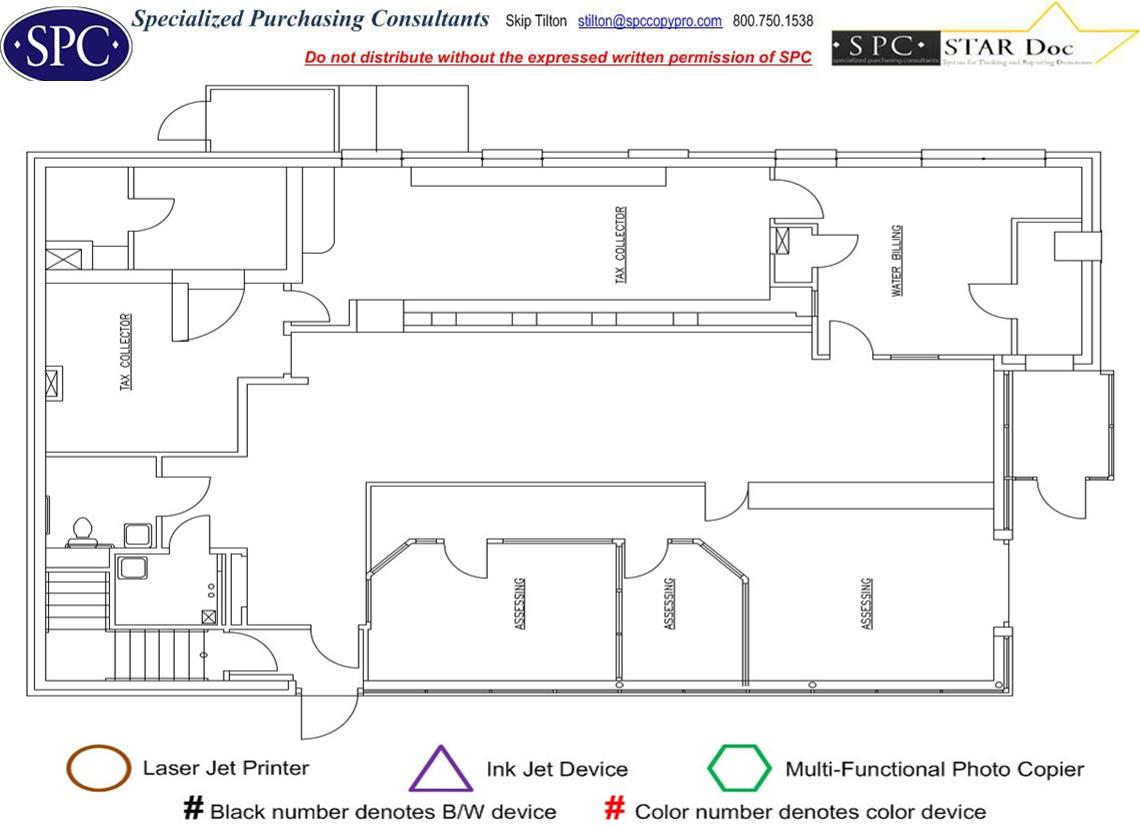 Specialized Purchasing Consultants Skip Tilton stilton@spccopypro.com 800.750.1538
·SPC·
Do not distribute without the expressed written permission of SPC
· S P C · STAR Doc
specialized purchasing consultants System for Tracking and Reporting Documents
TAX COLLECTOR
WATER BILLING
TAX COLLECTOR
ASSESSING
ASSESSING
ASSESSING
Laser Jet Printer
Ink Jet Device
Multi-Functional Photo Copier
# Black number denotes B/W device
# Color number denotes color device